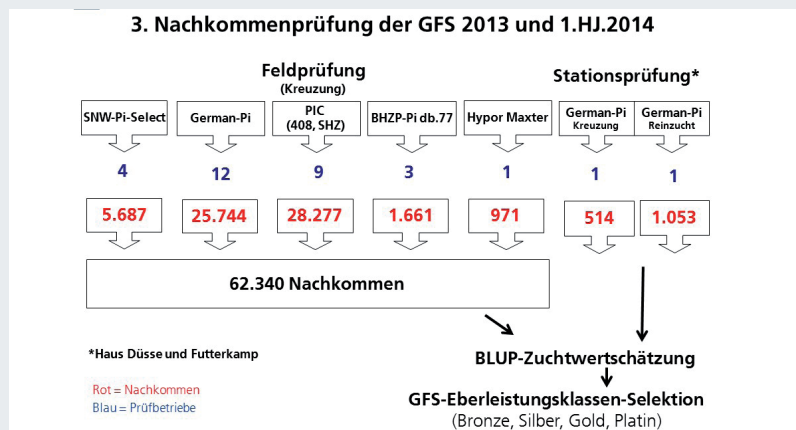 3. Nachkommenprüfung der GFS 2013 und 1.HJ.2014
Feldprüfung
(Kreuzung)
Stationsprüfung*
SNW-Pi-Select
German-Pi
PIC
(408, SHZ)
BHZP-Pi db.77
Hypor Maxter
German-Pi
Kreuzung
German-Pi
Reinzucht
4
12
9
3
1
1
1
5.687
25.744
28.277
1.661
971
514
1.053
62.340 Nachkommen
*Haus Düsse und Futterkamp
BLUP-Zuchtwertschätzung
Rot = Nachkommen
Blau = Prüfbetriebe
GFS-Eberleistungsklassen-Selektion
(Bronze, Silber, Gold, Platin)